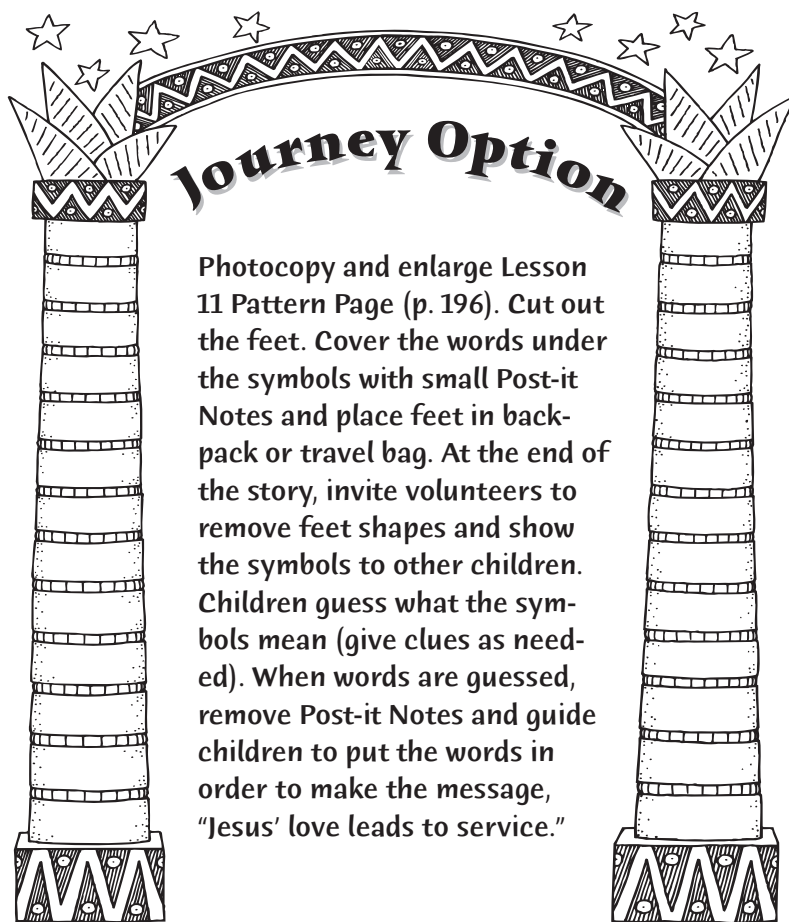 Journey Option
Photocopy and enlarge Lesson
11 Pattern Page (p. 196). Cut out
the feet. Cover the words under
the symbols with small Post-it
Notes and place feet in back-
pack or travel bag. At the end of
the story, invite volunteers to
remove feet shapes and show
the symbols to other children.
Children guess what the sym-
bols mean (give clues as need-
ed). When words are guessed,
remove Post-it Notes and guide
children to put the words in
order to make the message,
“Jesus’ love leads to service.”